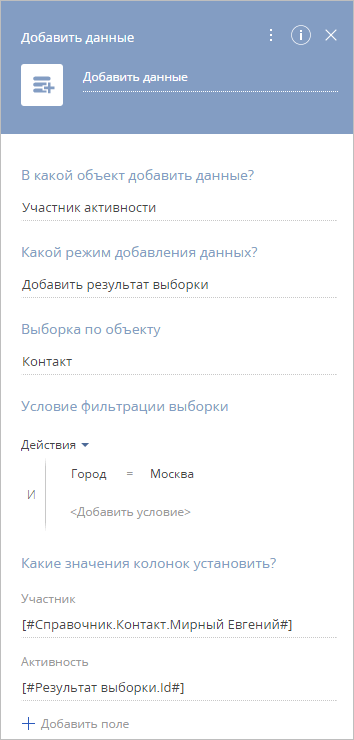 Добавить данные
Добавить данные
В какой объект добавить данные?
Участник активности
Какой режим добавления данных?
Добавить результат выборки
Выборка по объекту
Контакт
Условие фильтрации выборки
Действия
И
Город = Москва
<Добавить условие>
Какие значения колонок установить?
Участник
[#Справочник.Контакт.Мирный Евгений#]
Активность
[#Результат выборки.Id#]
Добавить поле